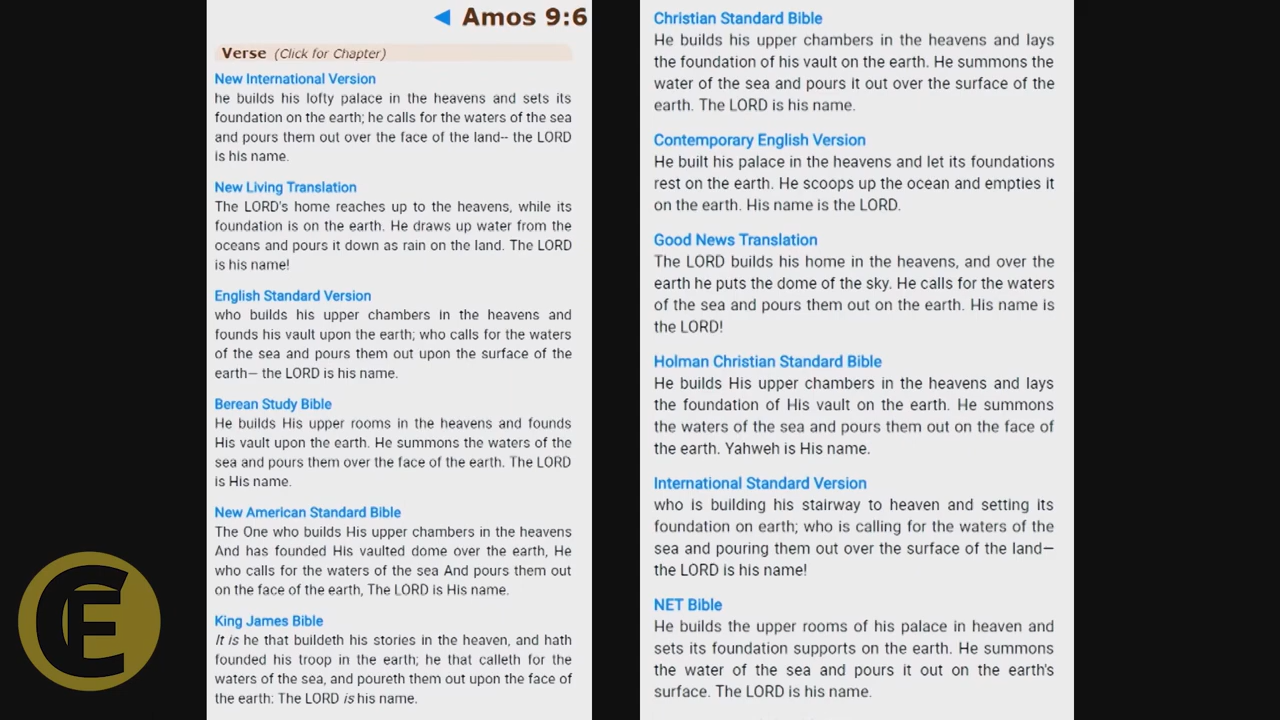 ◀ Amos 9:6
Verse (Click for Chapter)
New International Version
he builds his lofty palace in the heavens and sets its
foundation on the earth; he calls for the waters of the sea
and pours them out over the face of the land-- the LORD
is his name.
New Living Translation
The LORD's home reaches up to the heavens, while its
foundation is on the earth. He draws up water from the
oceans and pours it down as rain on the land. The LORD
is his name!
English Standard Version
who builds his upper chambers in the heavens and
founds his vault upon the earth; who calls for the waters
of the sea and pours them out upon the surface of the
earth— the LORD is his name.
Berean Study Bible
He builds His upper rooms in the heavens and founds
His vault upon the earth. He summons the waters of the
sea and pours them over the face of the earth. The LORD
is His name.
New American Standard Bible
The One who builds His upper chambers in the heavens
And has founded His vaulted dome over the earth, He
who calls for the waters of the sea And pours them out
on the face of the earth, The LORD is His name.
King James Bible
It is he that buildeth his stories in the heaven, and hath
founded his troop in the earth; he that calleth for the
waters of the sea, and poureth them out upon the face of
the earth: The LORD is his name.
Christian Standard Bible
He builds his upper chambers in the heavens and lays
the foundation of his vault on the earth. He summons the
water of the sea and pours it out over the surface of the
earth. The LORD is his name.
Contemporary English Version
He built his palace in the heavens and let its foundations
rest on the earth. He scoops up the ocean and empties it
on the earth. His name is the LORD.
Good News Translation
The LORD builds his home in the heavens, and over the
earth he puts the dome of the sky. He calls for the waters
of the sea and pours them out on the earth. His name is
the LORD!
Holman Christian Standard Bible
He builds His upper chambers in the heavens and lays
the foundation of His vault on the earth. He summons
the waters of the sea and pours them out on the face of
the earth. Yahweh is His name.
International Standard Version
who is building his stairway to heaven and setting its
foundation on earth; who is calling for the waters of the
sea and pouring them out over the surface of the land—
the LORD is his name!
NET Bible
He builds the upper rooms of his palace in heaven and
sets its foundation supports on the earth. He summons
the water of the sea and pours it out on the earth's
surface. The LORD is his name.
CF